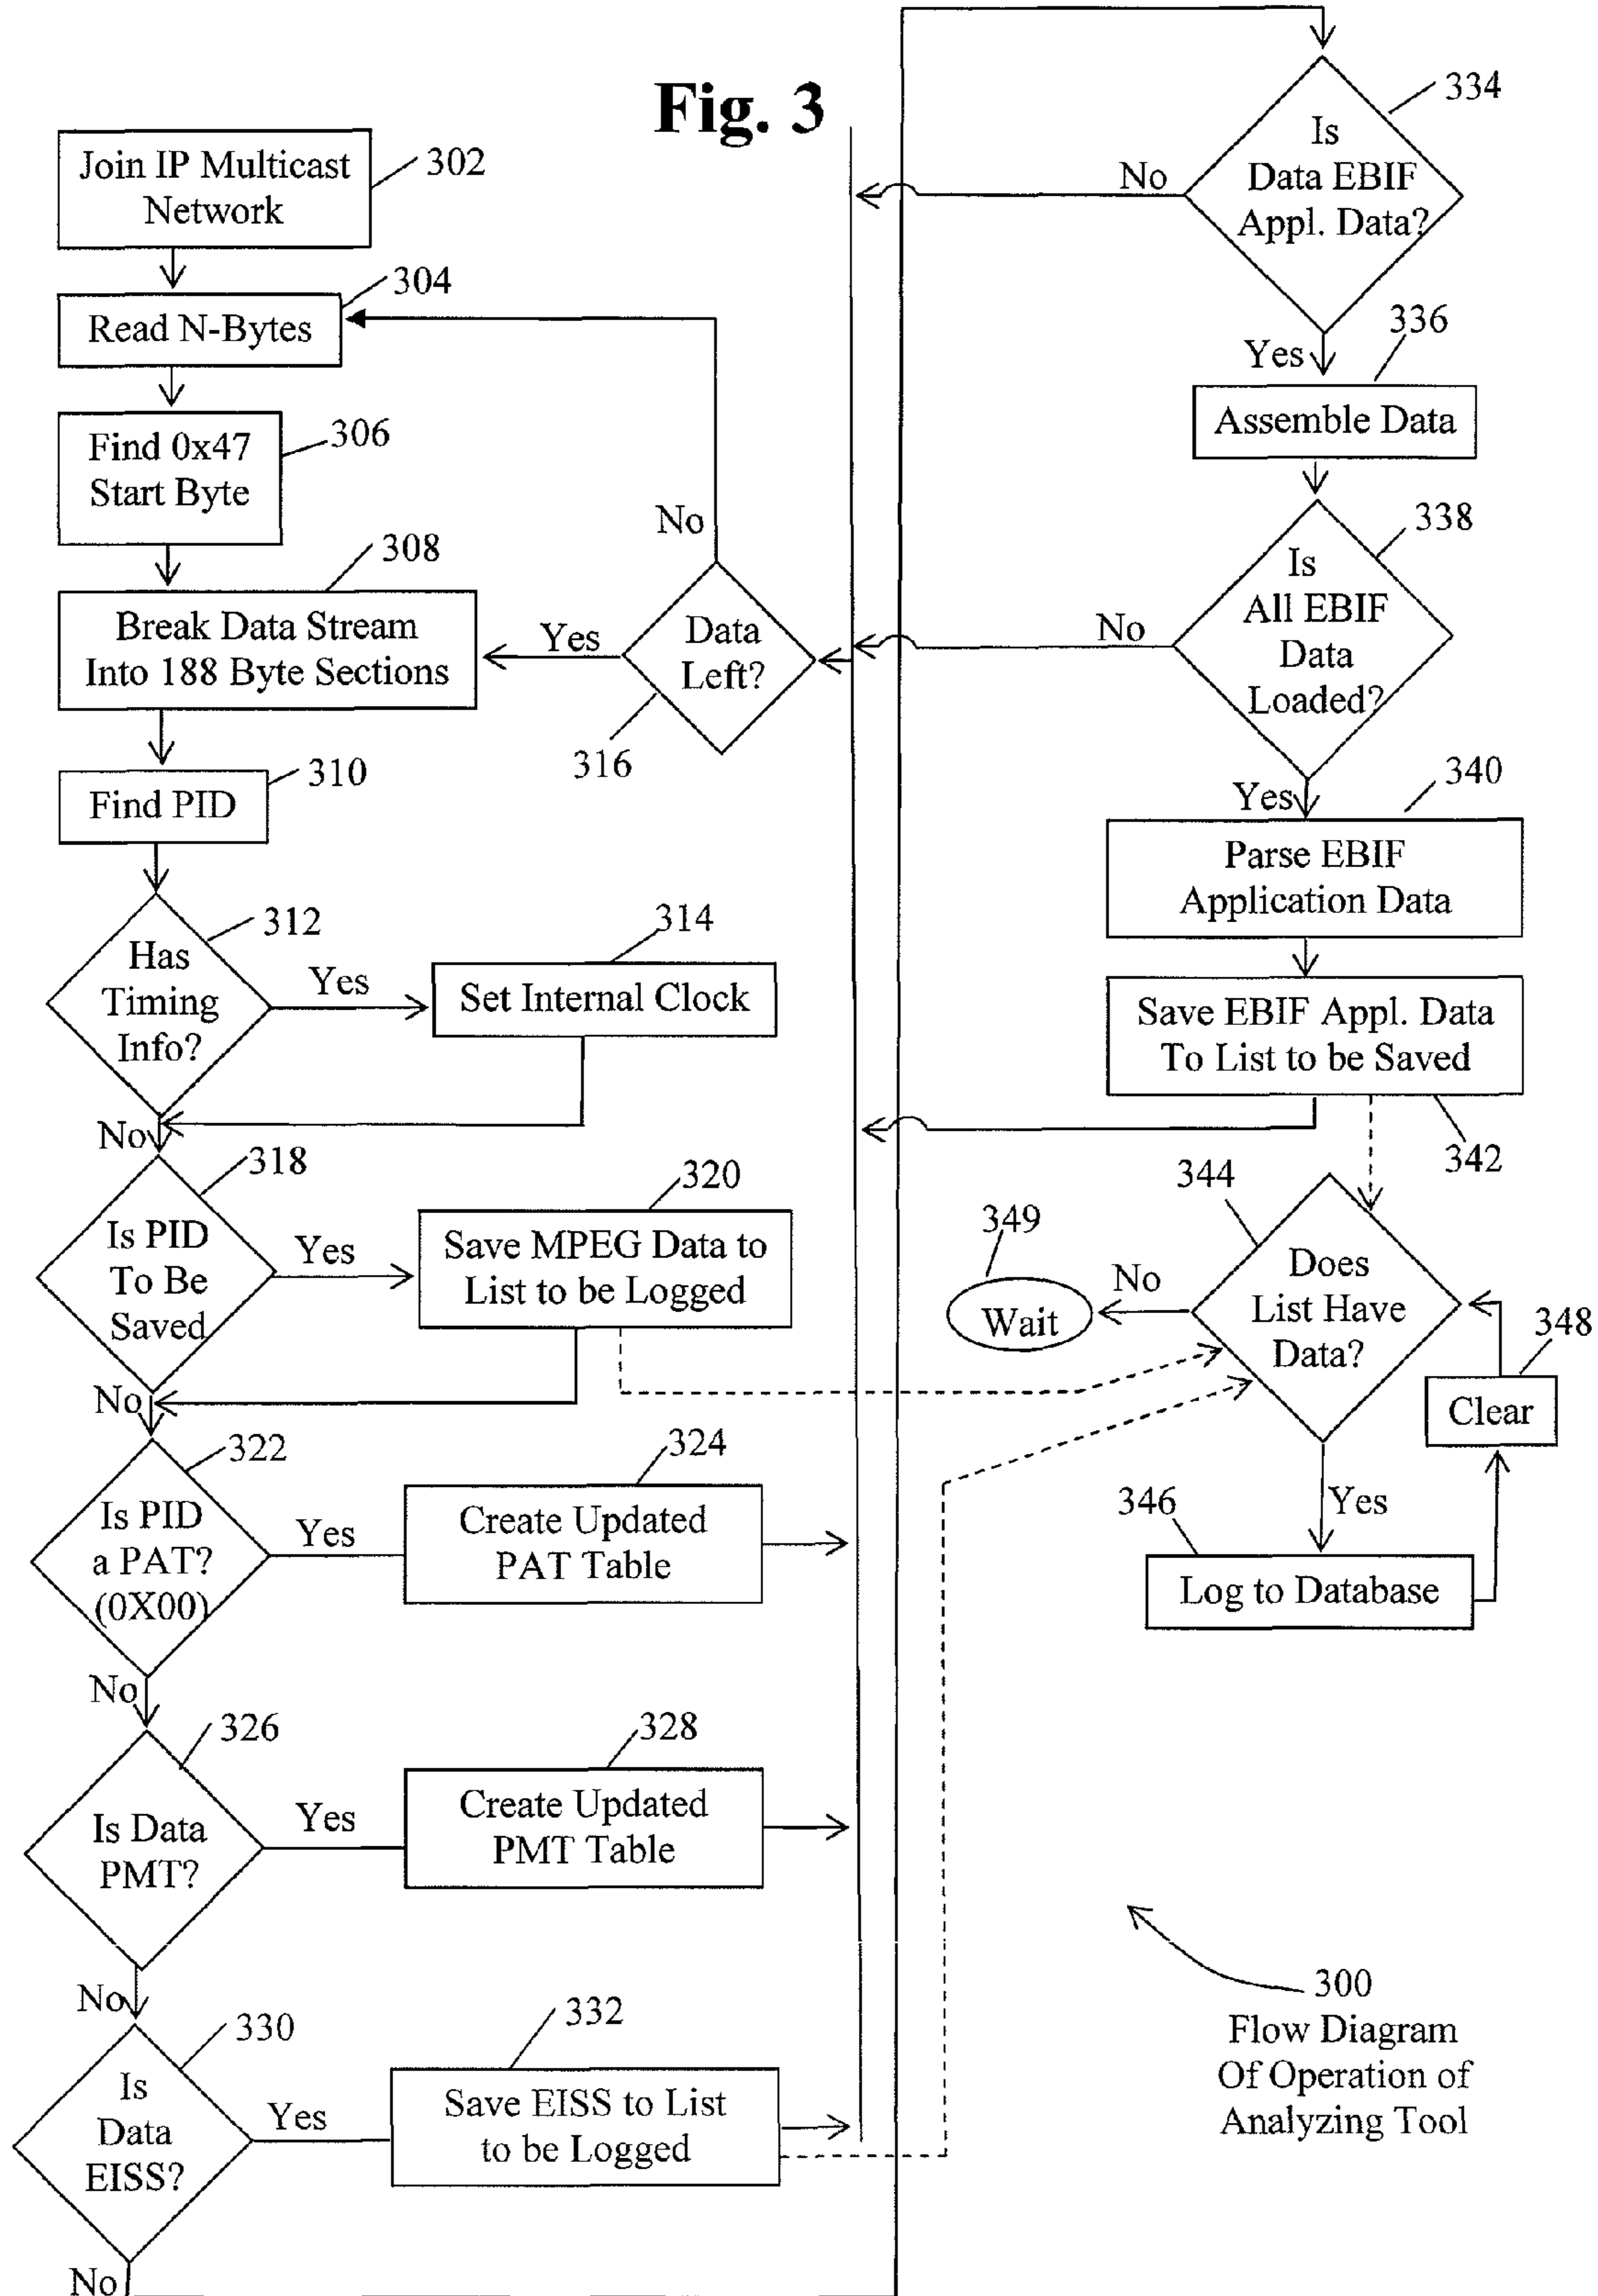 Fig. 3
Join IP Multicast
Network
302
304
Read N-Bytes
Find 0x47
Start Byte
306
308
Break Data Stream
Into 188 Byte Sections
Yes
No
Data
Left?
316
Find PID
310
Has
Timing
Info?
312
Yes
314
Set Internal Clock
No
318
Is PID
To Be
Saved
Yes
320
Save MPEG Data to
List to be Logged
No
322
Is PID
a PAT?
(0X00)
Yes
324
Create Updated
PAT Table
No
326
Is Data
PMT?
Yes
328
Create Updated
PMT Table
No
330
Is
Data
EISS?
Yes
332
Save EISS to List
to be Logged
No
334
Is
Data EBIF
Appl. Data?
No
Yes
336
Assemble Data
338
Is
All EBIF
Data
Loaded?
No
Yes
340
Parse EBIF
Application Data
Save EBIF Appl. Data
To List to be Saved
342
344
Does
List Have
Data?
No
349
Wait
348
Clear
Yes
346
Log to Database
300
Flow Diagram
Of Operation of
Analyzing Tool